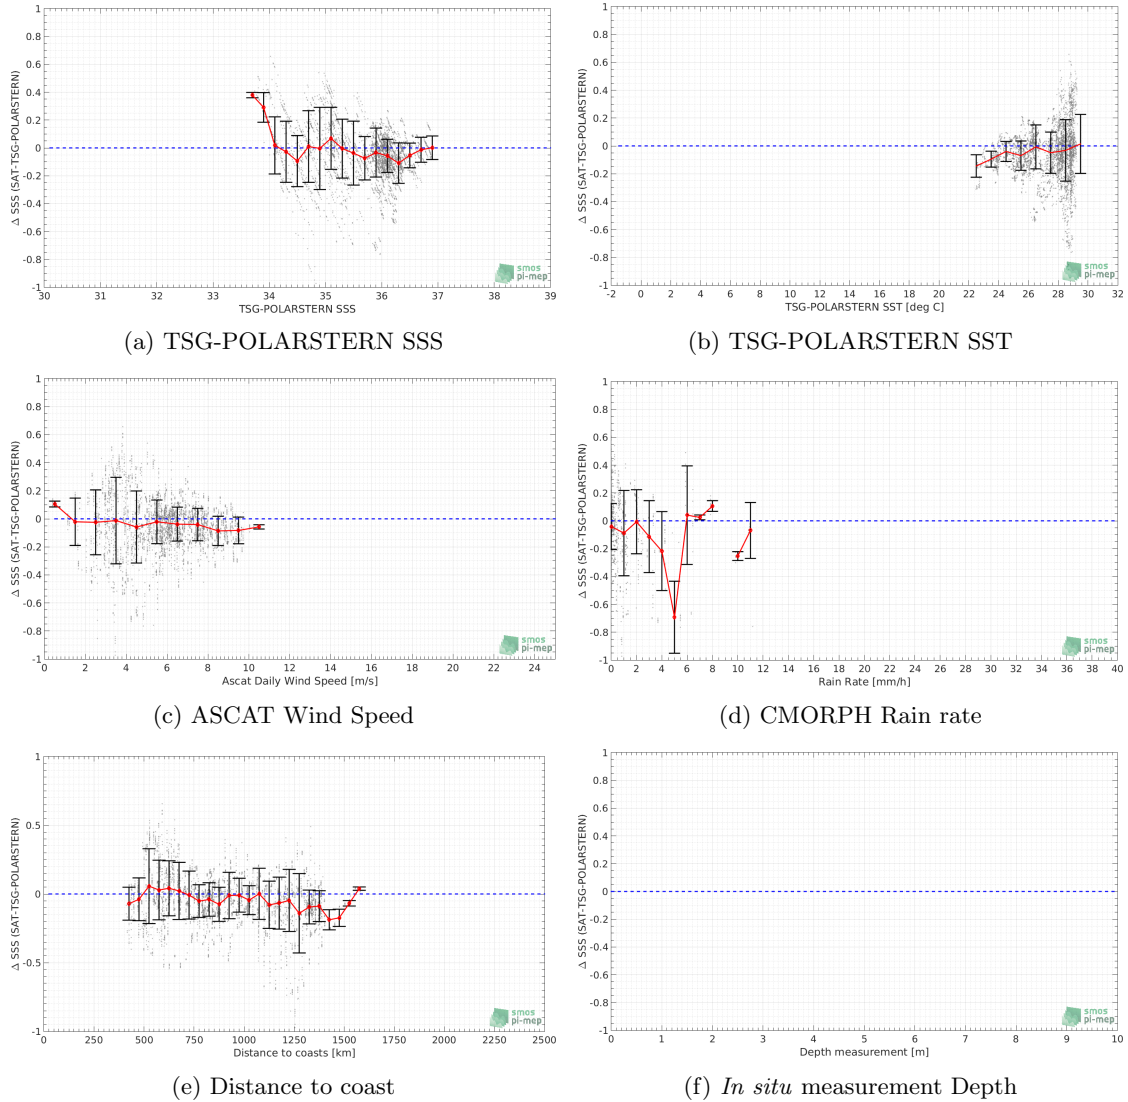 1
0.8
0.6
0.4
0.2
0
-0.2
-0.4
-0.6
-0.8
-1
Δ SSS (SAT-TSG-POLARSTERN)
30 31 32 33 34 35 36 37 38 39
TSG-POLARSTERN SSS
smos
pi-mep
(a) TSG-POLARSTERN SSS
1
0.8
0.6
0.4
0.2
0
-0.2
-0.4
-0.6
-0.8
-1
Δ SSS (SAT-TSG-POLARSTERN)
-2 0 2 4 6 8 10 12 14 16 18 20 22 24 26 28 30 32
TSG-POLARSTERN SST [deg C]
smos
pi-mep
(b) TSG-POLARSTERN SST
1
0.8
0.6
0.4
0.2
0
-0.2
-0.4
-0.6
-0.8
-1
Δ SSS (SAT-TSG-POLARSTERN)
0 2 4 6 8 10 12 14 16 18 20 22 24
Ascat Daily Wind Speed [m/s]
smos
pi-mep
(c) ASCAT Wind Speed
1
0.8
0.6
0.4
0.2
0
-0.2
-0.4
-0.6
-0.8
-1
Δ SSS (SAT-TSG-POLARSTERN)
0 2 4 6 8 10 12 14 16 18 20 22 24 26 28 30 32 34 36 38 40
Rain Rate [mm/h]
smos
pi-mep
(d) CMORPH Rain rate
1
0.5
0
-0.5
-1
Δ SSS (SAT-TSG-POLARSTERN)
0 250 500 750 1000 1250 1500 1750 2000 2250 2500
Distance to coasts [km]
smos
pi-mep
(e) Distance to coast
1
0.8
0.6
0.4
0.2
0
-0.2
-0.4
-0.6
-0.8
-1
Δ SSS (SAT-TSG-POLARSTERN)
0 1 2 3 4 5 6 7 8 9 10
Depth measurement [m]
smos
pi-mep
(f) In situ measurement Depth